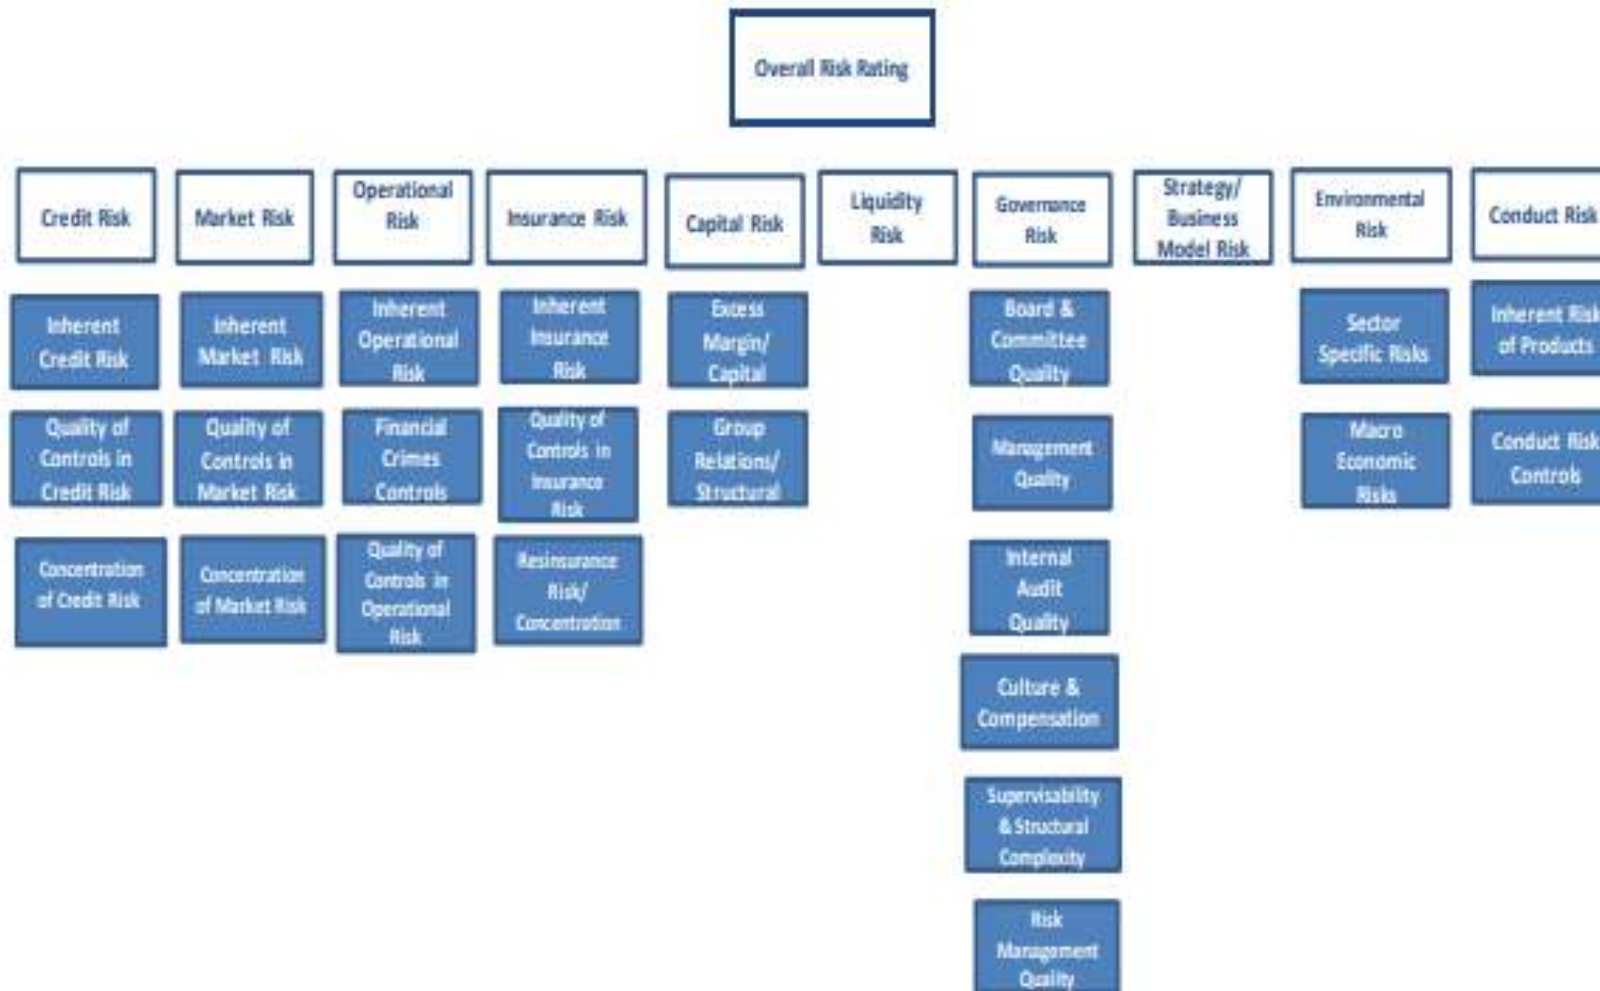 Overall Risk Rating
Credit Risk
Market Risk
Operational
Risk
Insurance Risk
Capital Risk
Liquidity
Risk
Governance
Risk
Strategy/
Business
Model Risk
Environmental
Risk
Conduct Risk
Inherent
Credit Risk
Inherent
Market Risk
Inherent
Operational
Risk
Inherent
Insurance
Risk
Excess
Margin/
Capital
Board &
Committee
Quality
Sector
Specific Risks
Inherent Risk
of Products
Quality of
Controls in
Credit Risk
Quality of
Controls in
Market Risk
Financial
Crimes
Controls
Quality of
Controls in
Insurance
Risk
Group
Relations/
Structural
Management
Quality
Macro
Economic
Risks
Conduct Risk
Controls
Concentration
of Credit Risk
Concentration
of Market Risk
Quality of
Controls in
Operational
Risk
Resinsurance
Risk/
Concentration
Internal
Audit
Quality
Culture &
Compensation
Supervisability
& Structural
Complexity
Risk
Management
Quality